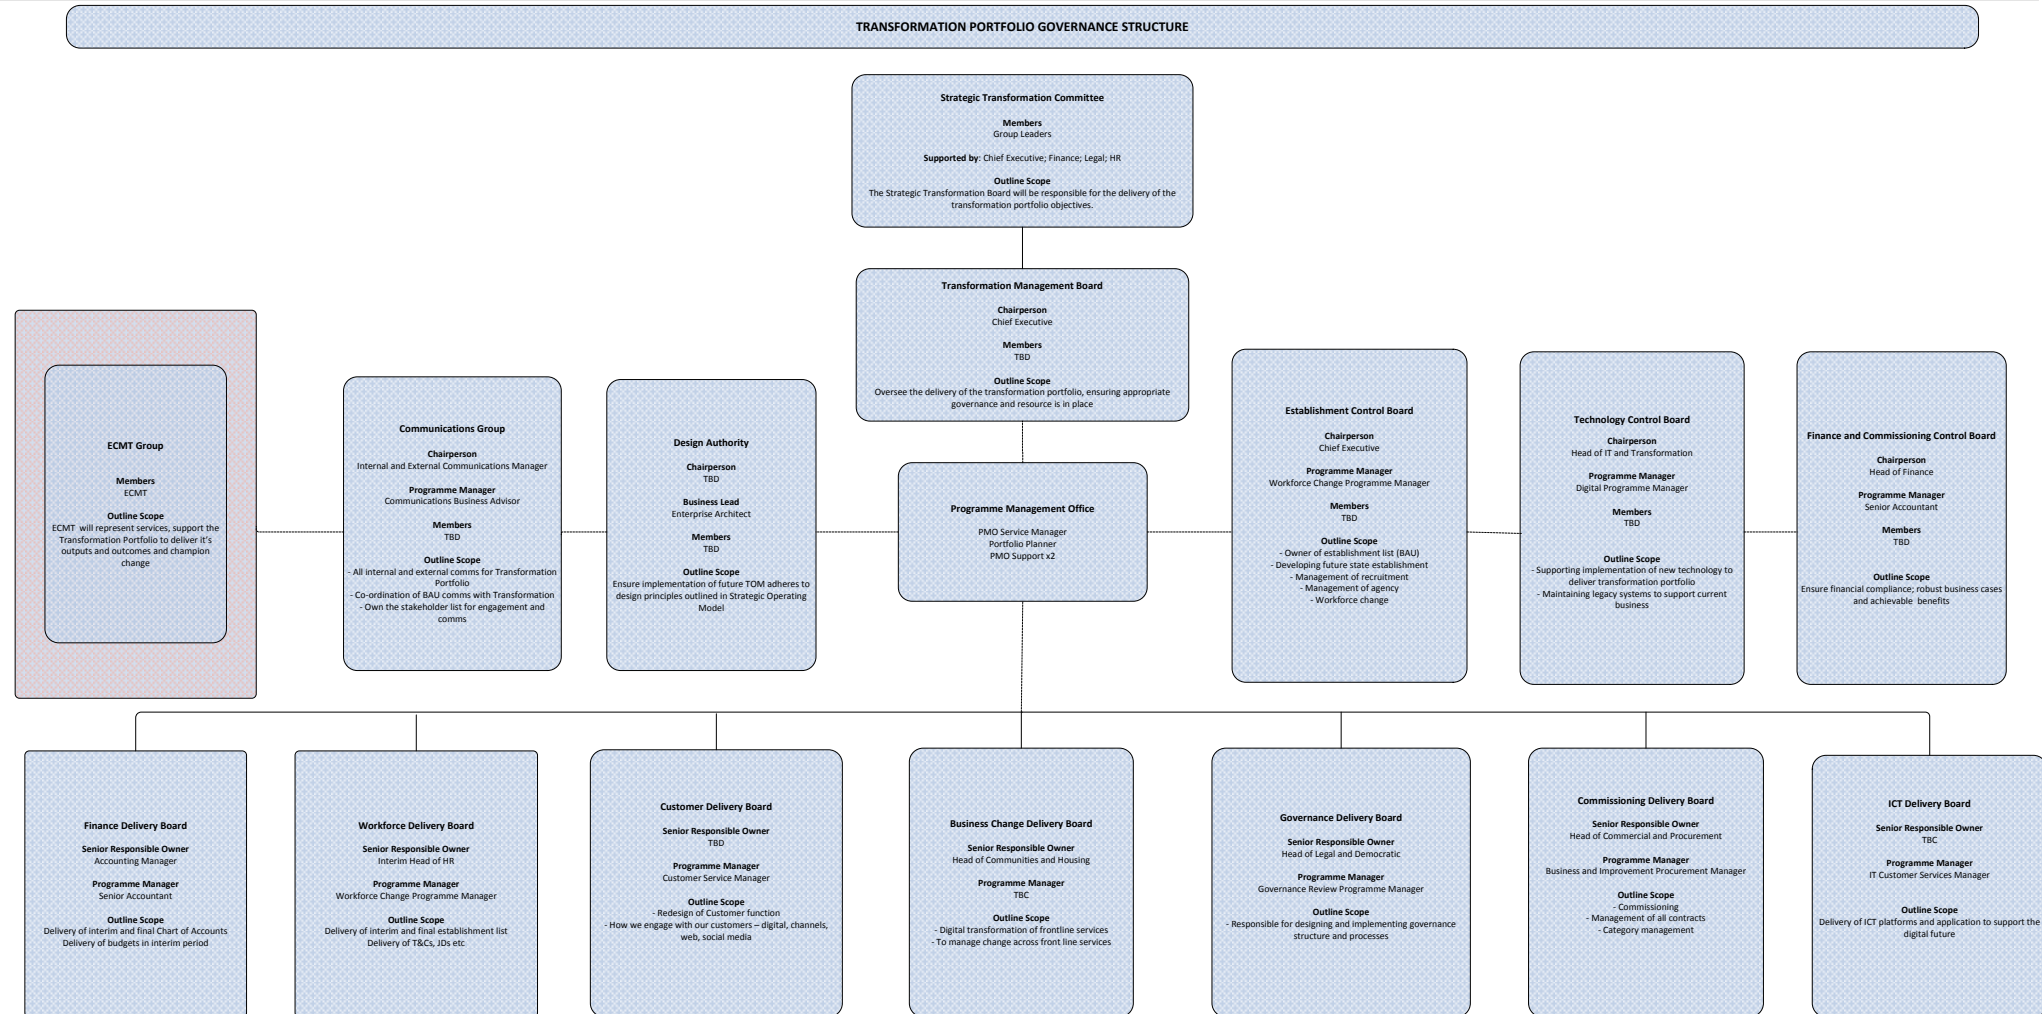 TRANSFORMATION PORTFOLIO GOVERNANCE STRUCTURE
Strategic Transformation Committee
Members
Group Leaders
Supported by: Chief Executive; Finance; Legal; HR
Outline Scope
The Strategic Transformation Board will be responsible for the delivery of the
transformation portfolio objectives.
Transformation Management Board
Chairperson
Chief Executive
Members
TBD
Outline Scope
Oversee the delivery of the transformation portfolio, ensuring appropriate
governance and resource is in place
ECMT Group
Members
ECMT
Outline Scope
ECMT will represent services, support the
Transformation Portfolio to deliver it's
outputs and outcomes and champion
change
Communications Group
Chairperson
Internal and External Communications Manager
Programme Manager
Communications Business Advisor
Members
TBD
Outline Scope
- All internal and external comms for Transformation
Portfolio
- Co-ordination of BAU comms with Transformation
- Own the stakeholder list for engagement and
comms
Design Authority
Chairperson
TBD
Business Lead
Enterprise Architect
Members
TBD
Outline Scope
Ensure implementation of future TOM adheres to
design principles outlined in Strategic Operating
Model
Programme Management Office
PMO Service Manager
Portfolio Planner
PMO Support x2
Establishment Control Board
Chairperson
Chief Executive
Programme Manager
Workforce Change Programme Manager
Members
TBD
Outline Scope
- Owner of establishment list (BAU)
- Developing future state establishment
- Management of recruitment
- Management of agency
- Workforce change
Technology Control Board
Chairperson
Head of IT and Transformation
Programme Manager
Digital Programme Manager
Members
TBD
Outline Scope
- Supporting implementation of new technology to
deliver transformation portfolio
- Maintaining legacy systems to support current
business
Finance and Commissioning Control Board
Chairperson
Head of Finance
Programme Manager
Senior Accountant
Members
TBD
Outline Scope
Ensure financial compliance; robust business cases
and achievable benefits
Finance Delivery Board
Senior Responsible Owner
Accounting Manager
Programme Manager
Senior Accountant
Outline Scope
Delivery of interim and final Chart of Accounts
Delivery of budgets in interim period
Workforce Delivery Board
Senior Responsible Owner
Interim Head of HR
Programme Manager
Workforce Change Programme Manager
Outline Scope
Delivery of interim and final establishment list
Delivery of T&Cs, JDs etc
Customer Delivery Board
Senior Responsible Owner
TBD
Programme Manager
Customer Service Manager
Outline Scope
- Redesign of Customer function
- How we engage with our customers – digital, channels,
web, social media
Business Change Delivery Board
Senior Responsible Owner
Head of Communities and Housing
Programme Manager
TBC
Outline Scope
- Digital transformation of frontline services
- To manage change across front line services
Governance Delivery Board
Senior Responsible Owner
Head of Legal and Democratic
Programme Manager
Governance Review Programme Manager
Outline Scope
- Responsible for designing and implementing governance
structure and processes
Commissioning Delivery Board
Senior Responsible Owner
Head of Commercial and Procurement
Programme Manager
Business and Improvement Procurement Manager
Outline Scope
- Commissioning
- Management of all contracts
- Category management
ICT Delivery Board
Senior Responsible Owner
TBC
Programme Manager
IT Customer Services Manager
Outline Scope
Delivery of ICT platforms and application to support the
digital future